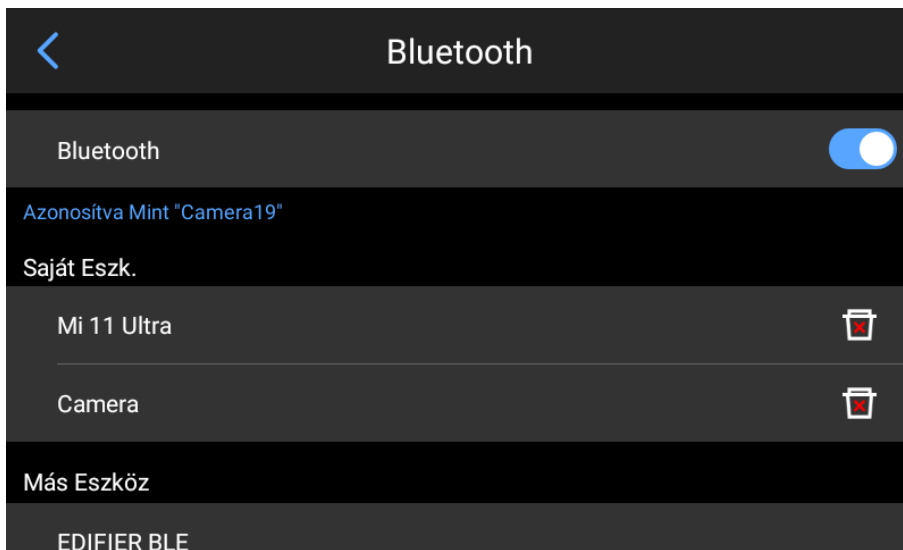 Bluetooth
Bluetooth
Azonosítva Mint "Camera19"
Saját Eszk.
Mi 11 Ultra
Camera
Más Eszköz
EDIFIER BLE